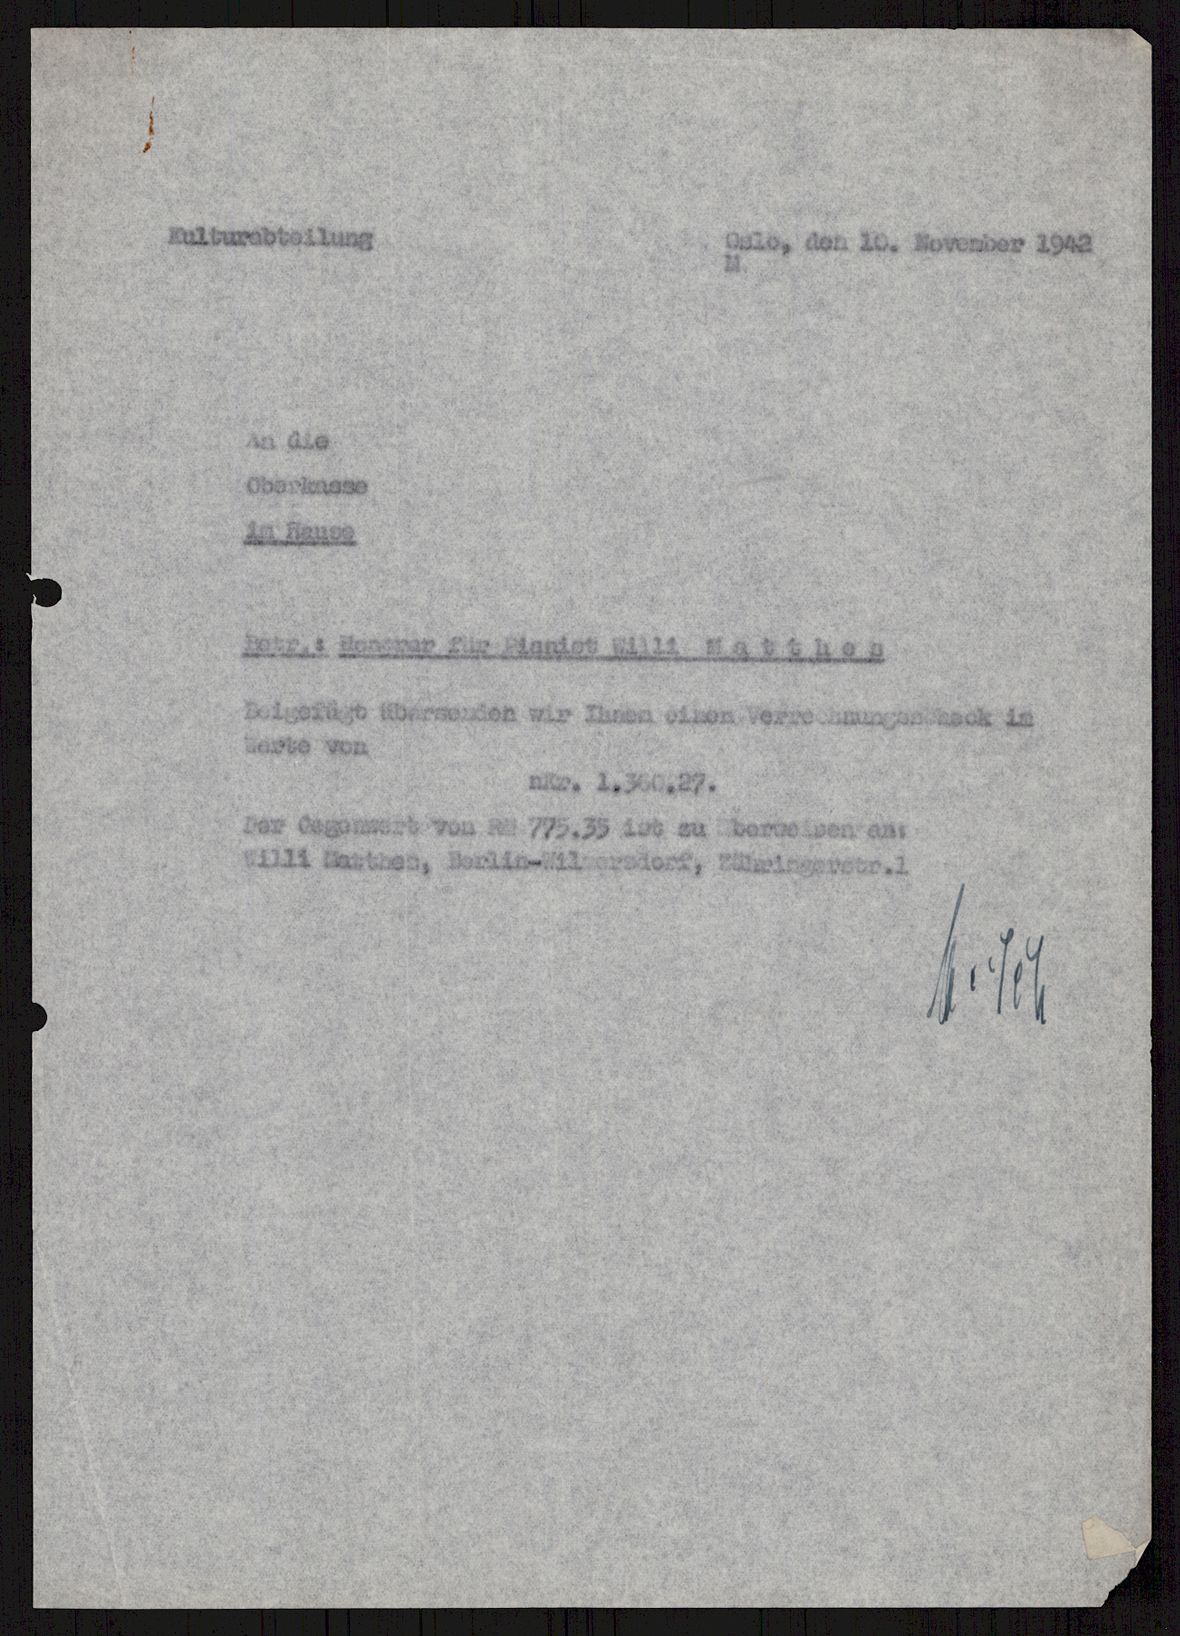 Kulturabteilung
Oslo, den 10. November 1942
M
An die
Oberkasse
im Hause
Betr.: Honorar für Pianist Willi M a t t h e s
Beigefügt übersenden wir Ihnen einen Verrechnungsscheck im
Werte von
nKr. 1.360.27.
Der Gegenwert von RM 775.35 ist zu überweisen an:
Willi Matthes, Berlin-Wilmersdorf, Zähringerstr.1